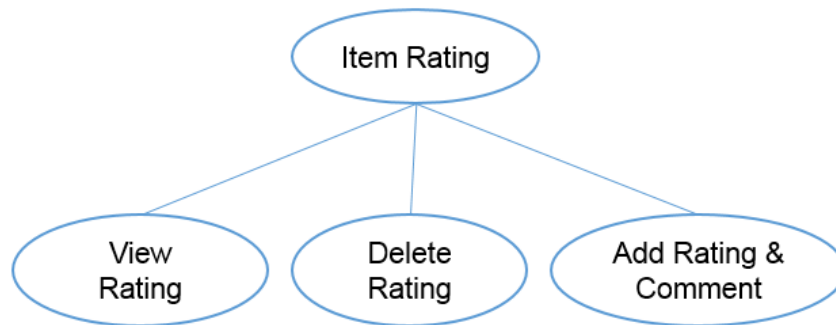 Item Rating
View
Rating
Delete
Rating
Add Rating &
Comment